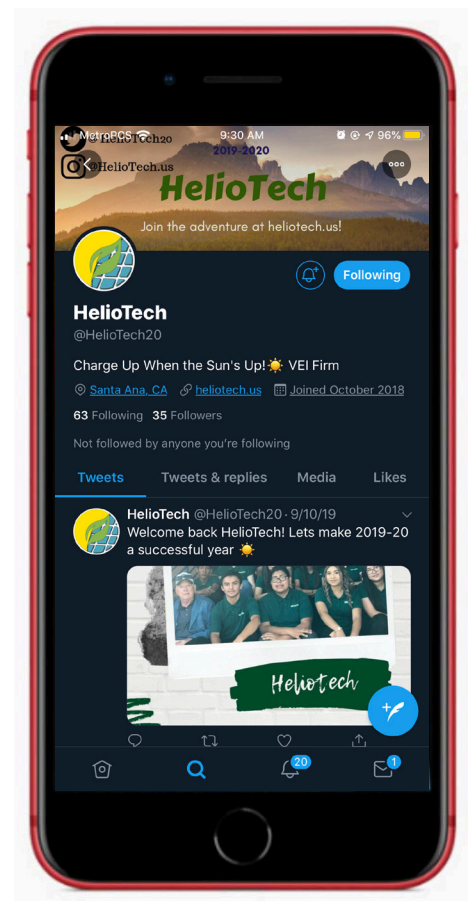 MetroPCS
9:30 AM
96%
@HelioTech20
2019-2020
@HelioTech.us
HelioTech
Join the adventure at heliotech.us!
Following
HelioTech
@HelioTech20
Charge Up When the Sun's Up!☀️ VEI Firm
Santa Ana, CA heliotech.us Joined October 2018
63 Following 35 Followers
Not followed by anyone you're following
Tweets Tweets & replies Media Likes
HelioTech @HelioTech20 · 9/10/19
Welcome back HelioTech! Lets make 2019-20
a successful year ☀️
Heliotech
20
1